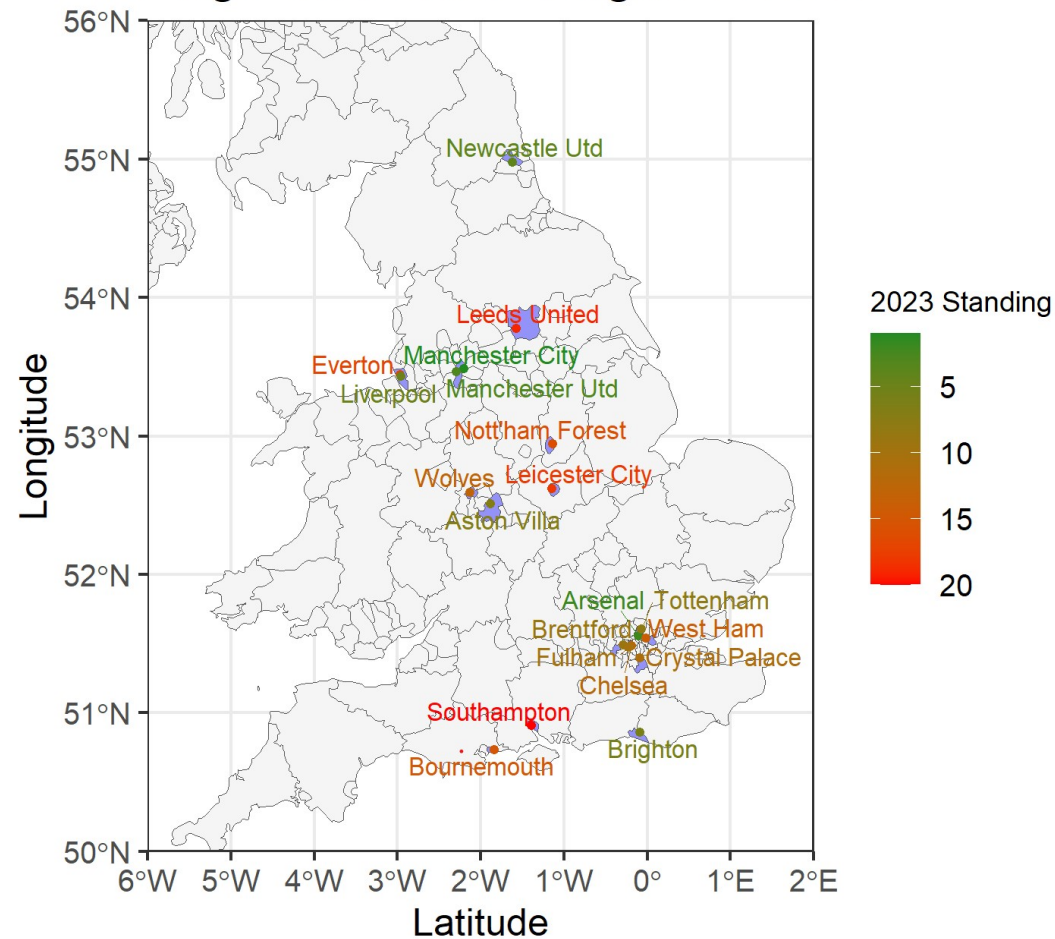 56°N
55°N
54°N
53°N
52°N
51°N
50°N
Longitude
6°W 5°W 4°W 3°W 2°W 1°W 0° 1°E 2°E
Latitude
Newcastle Utd
Leeds United
Manchester City
Everton
Liverpool Manchester Utd
Nott'ham Forest
Wolves Leicester City
Aston Villa
Arsenal Tottenham
Brentford West Ham
Fulham Crystal Palace
Chelsea
Southampton
Brighton
Bournemouth
2023 Standing
5
10
15
20